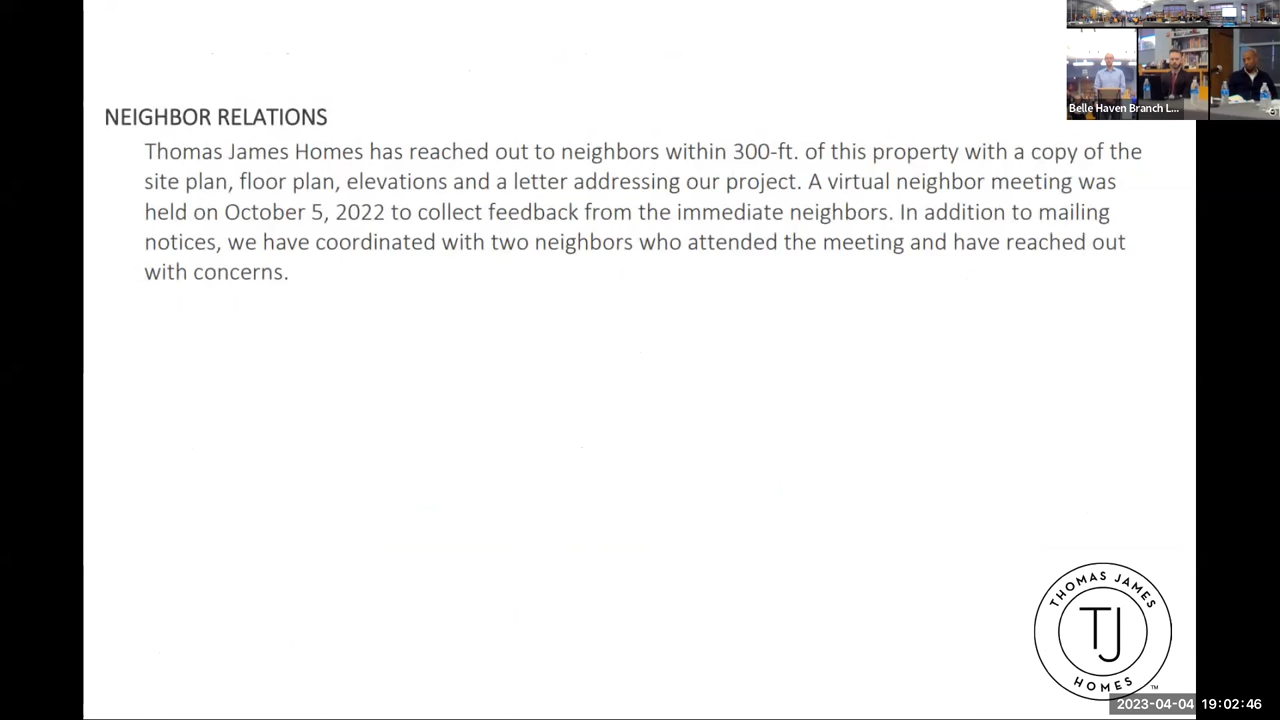 Belle Haven Branch L...
NEIGHBOR RELATIONS
Thomas James Homes has reached out to neighbors within 300-ft. of this property with a copy of the
site plan, floor plan, elevations and a letter addressing our project. A virtual neighbor meeting was
held on October 5, 2022 to collect feedback from the immediate neighbors. In addition to mailing
notices, we have coordinated with two neighbors who attended the meeting and have reached out
with concerns.
THOMAS JAMES
TJ
HOMES ™
2023-04-04 19:02:46